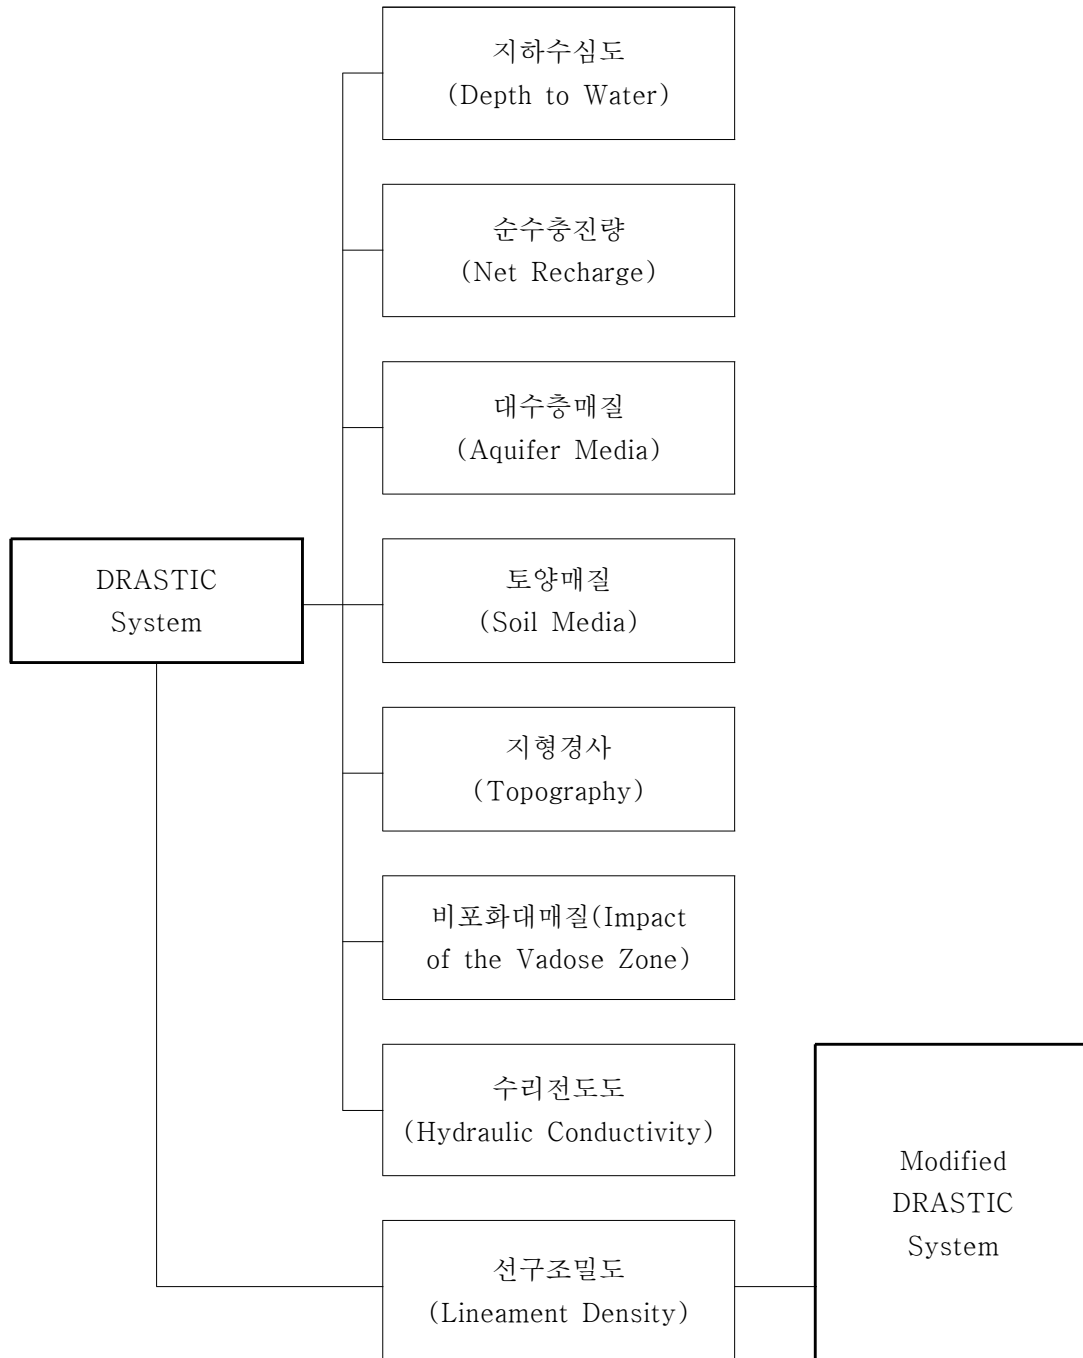 지하수심도
(Depth to Water)
순수충진량
(Net Recharge)
대수층매질
(Aquifer Media)
DRASTIC
System
토양매질
(Soil Media)
지형경사
(Topography)
비포화대매질(Impact
of the Vadose Zone)
수리전도도
(Hydraulic Conductivity)
Modified
DRASTIC
System
선구조밀도
(Lineament Density)